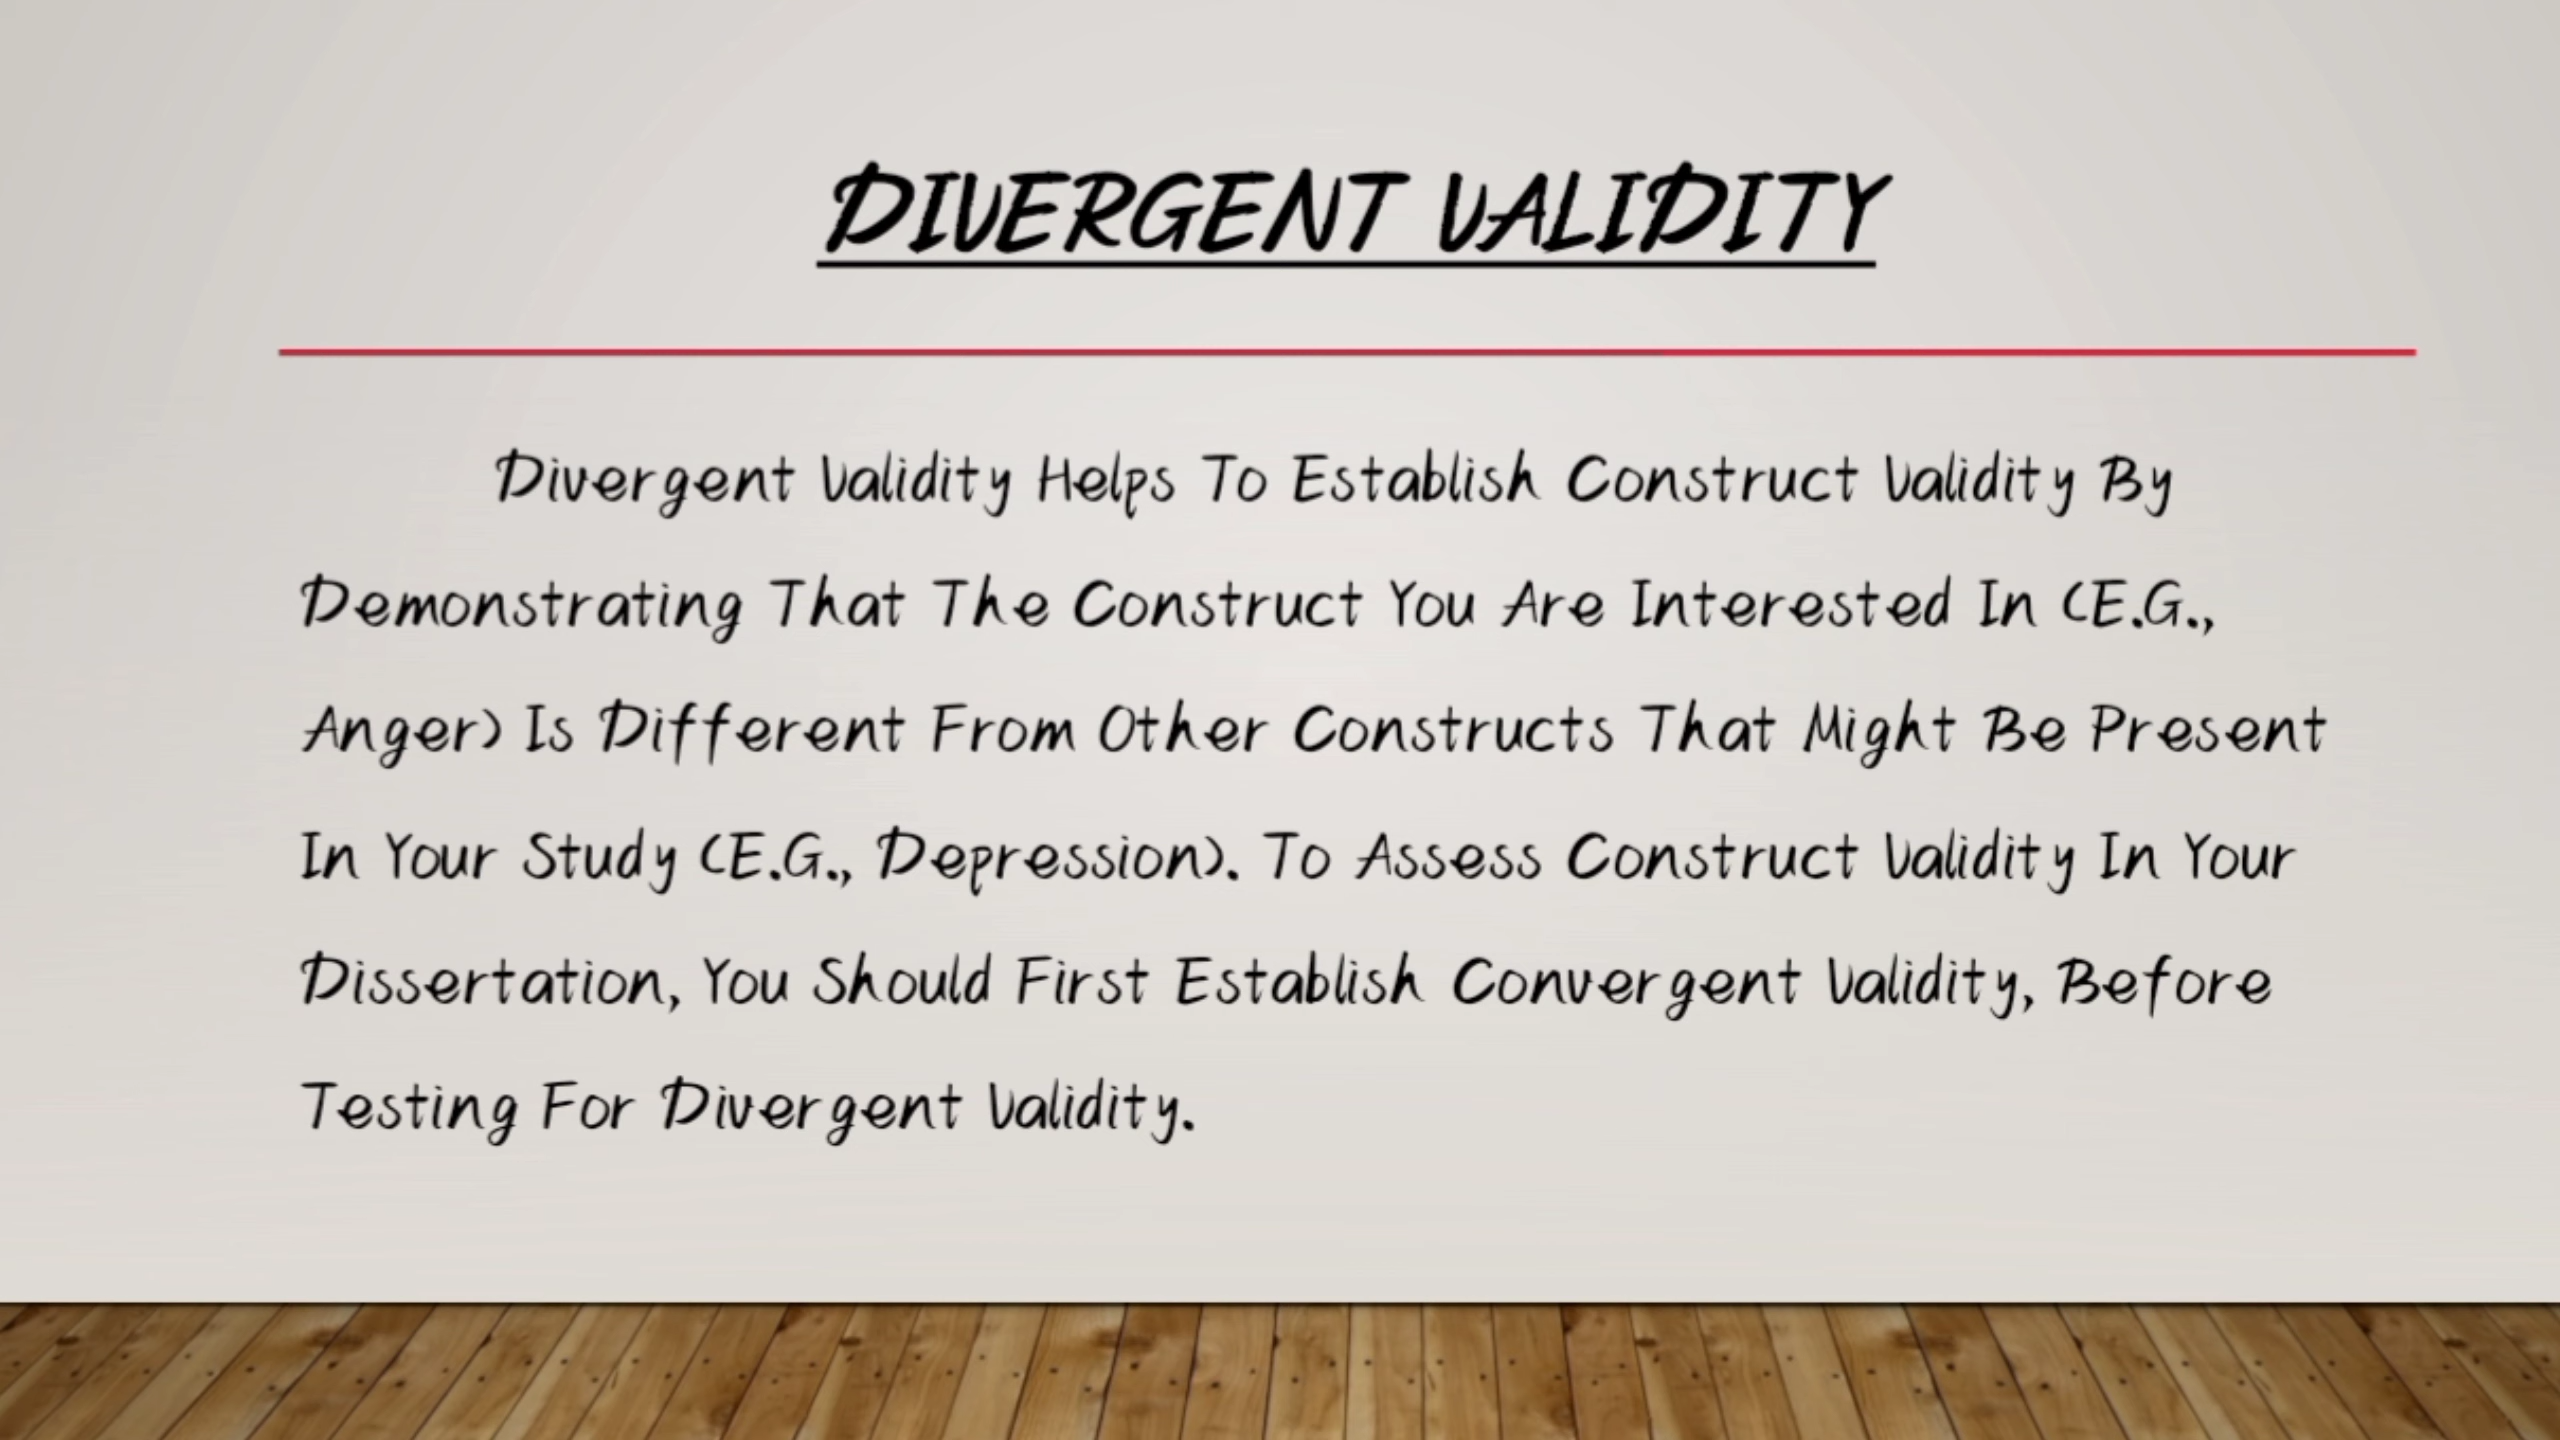 DIVERGENT VALIDITY
Divergent Validity Helps To Establish Construct Validity By
Demonstrating That The Construct You Are Interested In (E.G.,
Anger) Is Different From Other Constructs That Might Be Present
In Your Study (E.G., Depression). To Assess Construct Validity In Your
Dissertation, You Should First Establish Convergent Validity, Before
Testing For Divergent Validity.